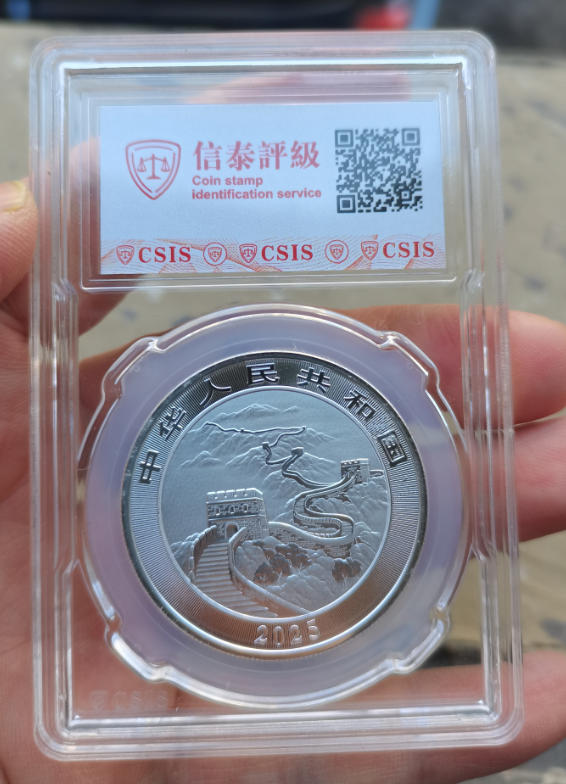 信泰評級
Coin stamp
identification service
CSIS CSIS CSIS
中华人民共和国
2025
CSIS